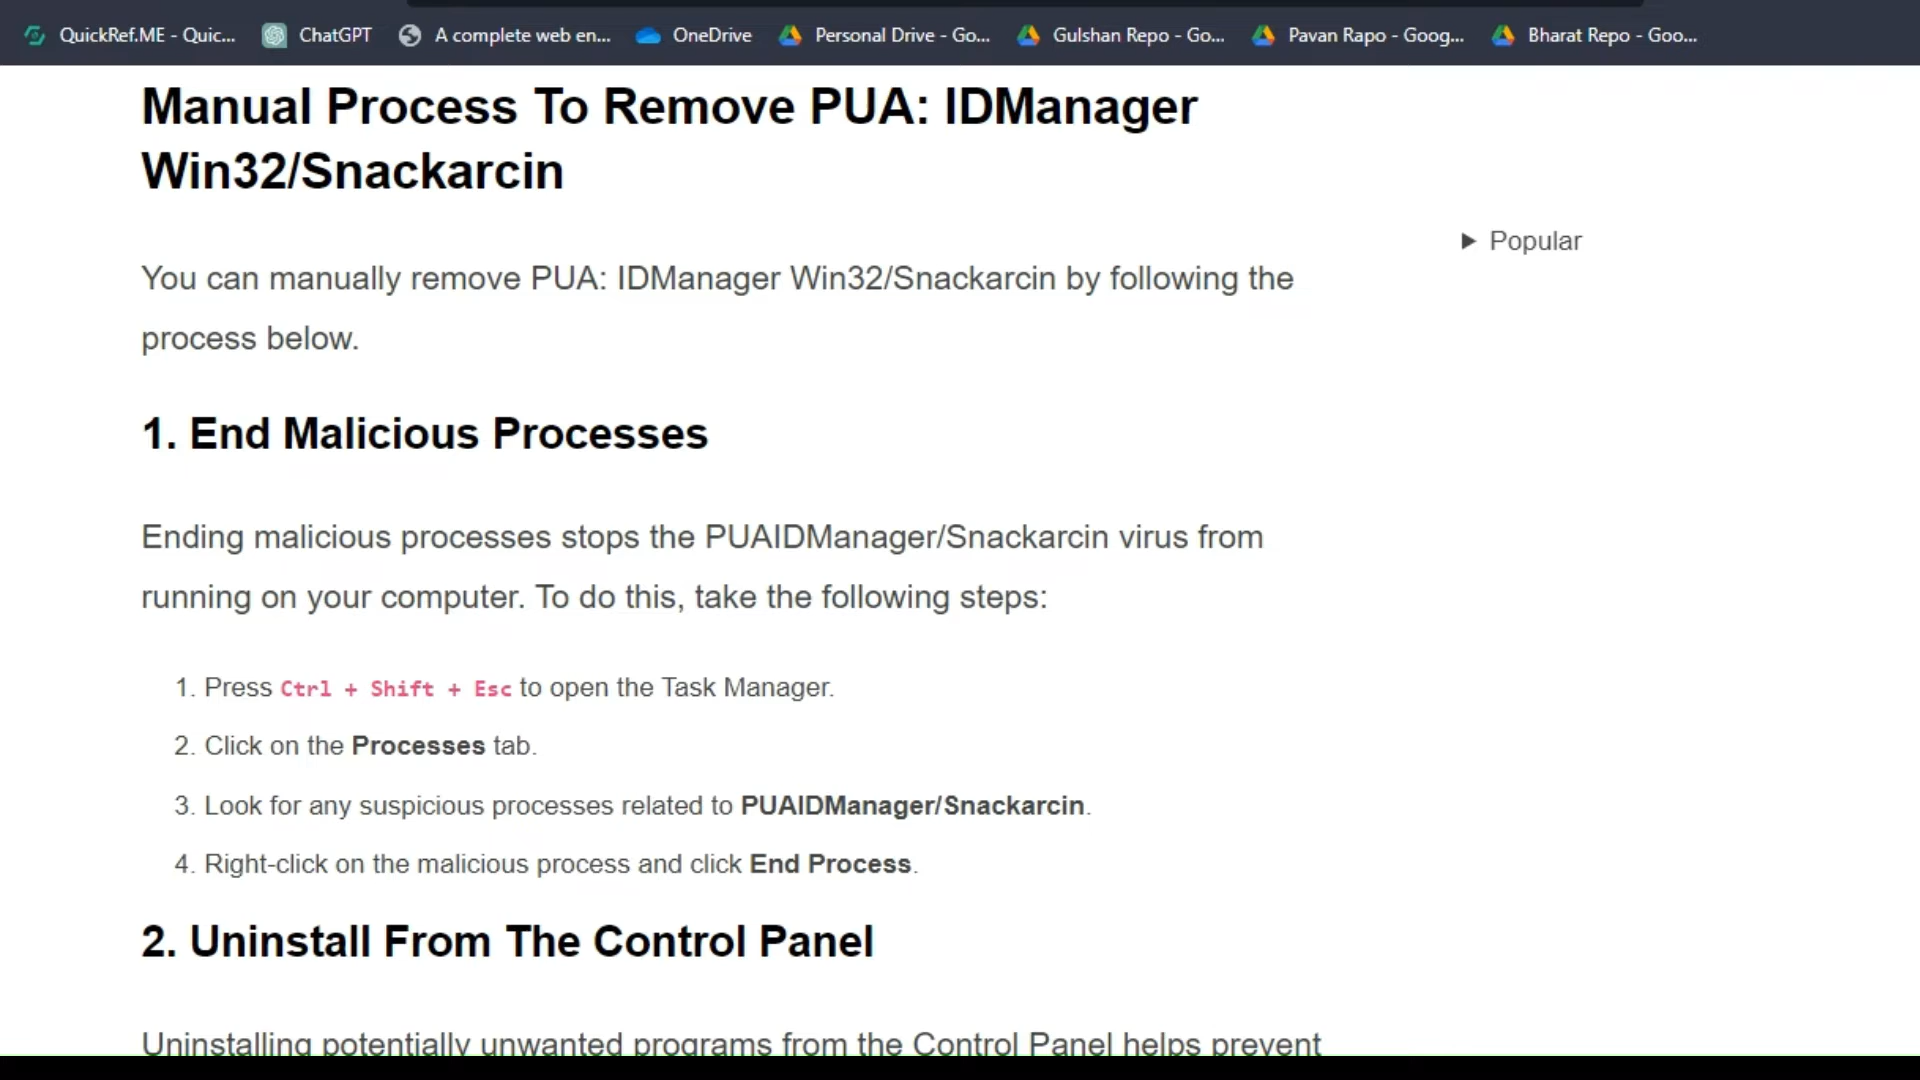 QuickRef.ME - Quic... ChatGPT A complete web en... OneDrive Personal Drive - Go... Gulshan Repo - Go... Pavan Rapo - Goog... Bharat Repo - Goo...
Manual Process To Remove PUA: IDManager
Win32/Snackarcin
▶ Popular
You can manually remove PUA: IDManager Win32/Snackarcin by following the
process below.
1. End Malicious Processes
Ending malicious processes stops the PUAIDManager/Snackarcin virus from
running on your computer. To do this, take the following steps:
1. Press Ctrl + Shift + Esc to open the Task Manager.
2. Click on the Processes tab.
3. Look for any suspicious processes related to PUAIDManager/Snackarcin.
4. Right-click on the malicious process and click End Process.
2. Uninstall From The Control Panel
Uninstalling potentially unwanted programs from the Control Panel helps prevent